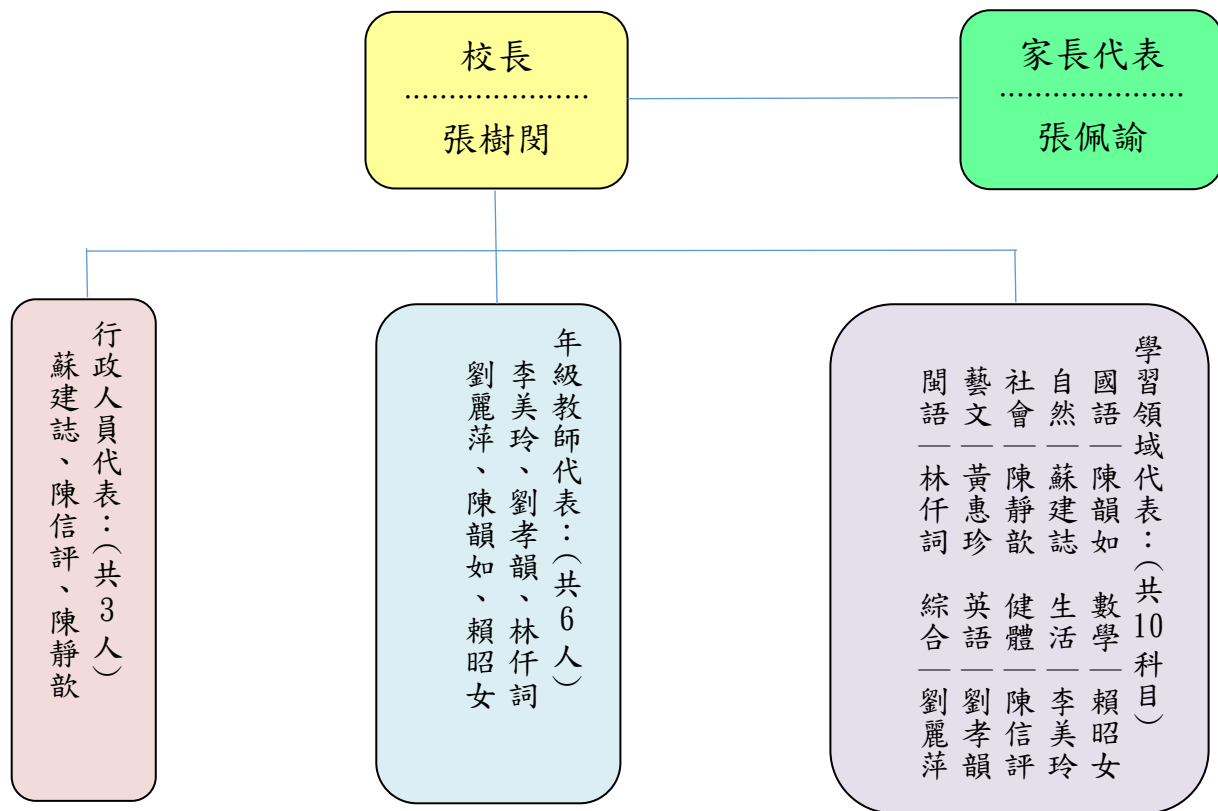 校長
…………………
張樹閔
家長代表
…………………
張佩諭
行政人員代表：(共3人)
蘇建誌、陳信評、陳靜歆
年級教師代表：(共6人)
李美玲、劉孝韻、林仟詞
劉麗萍、陳韻如、賴昭女
學習領域代表：(共10科目)
國語｜陳韻如 數學｜賴昭女
自然｜蘇建誌 生活｜李美玲
社會｜陳靜歆 健體｜陳信評
藝文｜黃惠珍 英語｜劉孝韻
閩語｜林仟詞 綜合｜劉麗萍